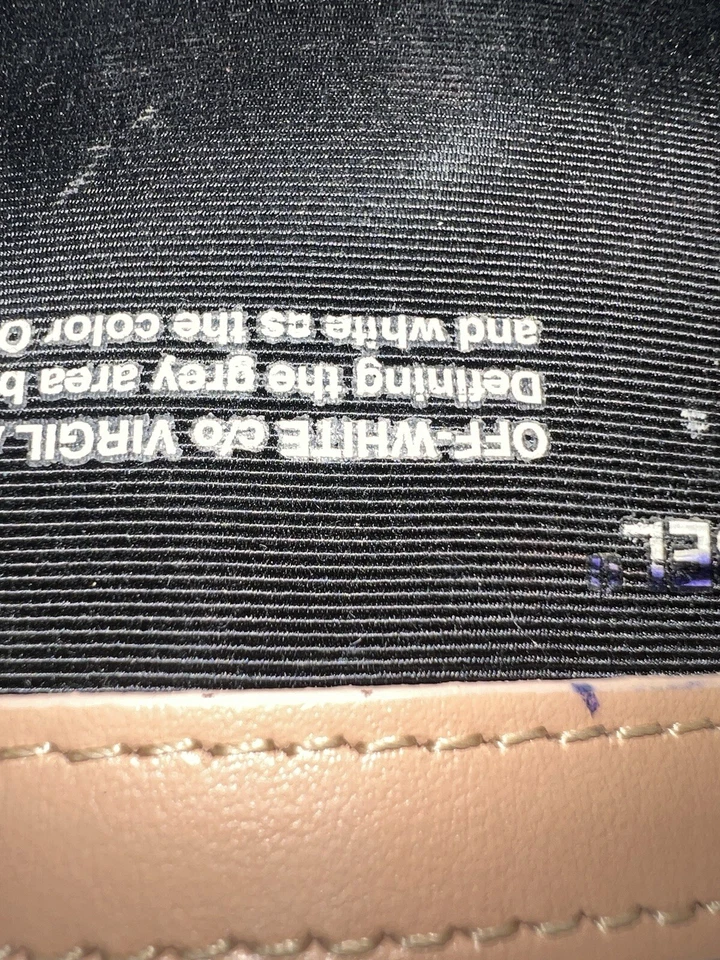 OFF-WHITE c/o VIRGIL
Defining the grey area b
and white as the color O